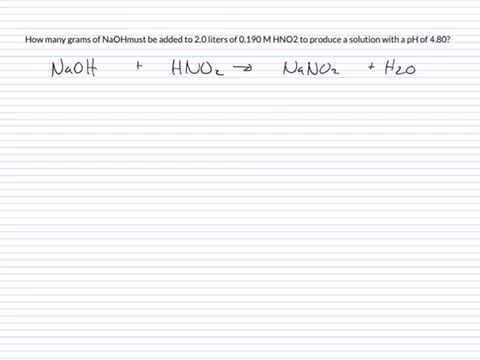 How many grams of NaOHmust be added to 2.0 liters of 0.190 M HNO2 to produce a solution with a pH of 4.80?
NaOH + HNO₂ → NaNO₂ + H₂O